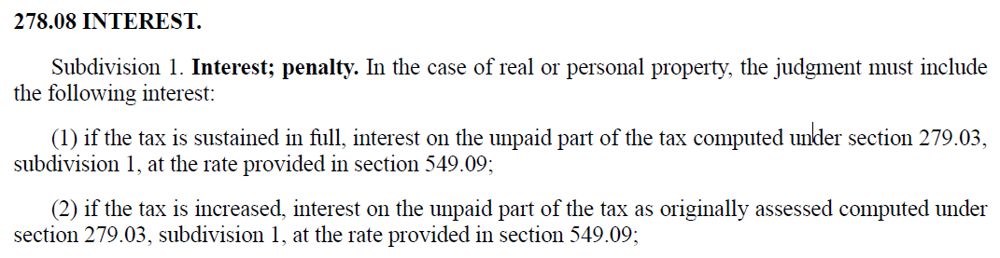 278.08 INTEREST.
Subdivision 1. Interest; penalty. In the case of real or personal property, the judgment must include
the following interest:
(1) if the tax is sustained in full, interest on the unpaid part of the tax computed under section 279.03,
subdivision 1, at the rate provided in section 549.09;
(2) if the tax is increased, interest on the unpaid part of the tax as originally assessed computed under
section 279.03, subdivision 1, at the rate provided in section 549.09;